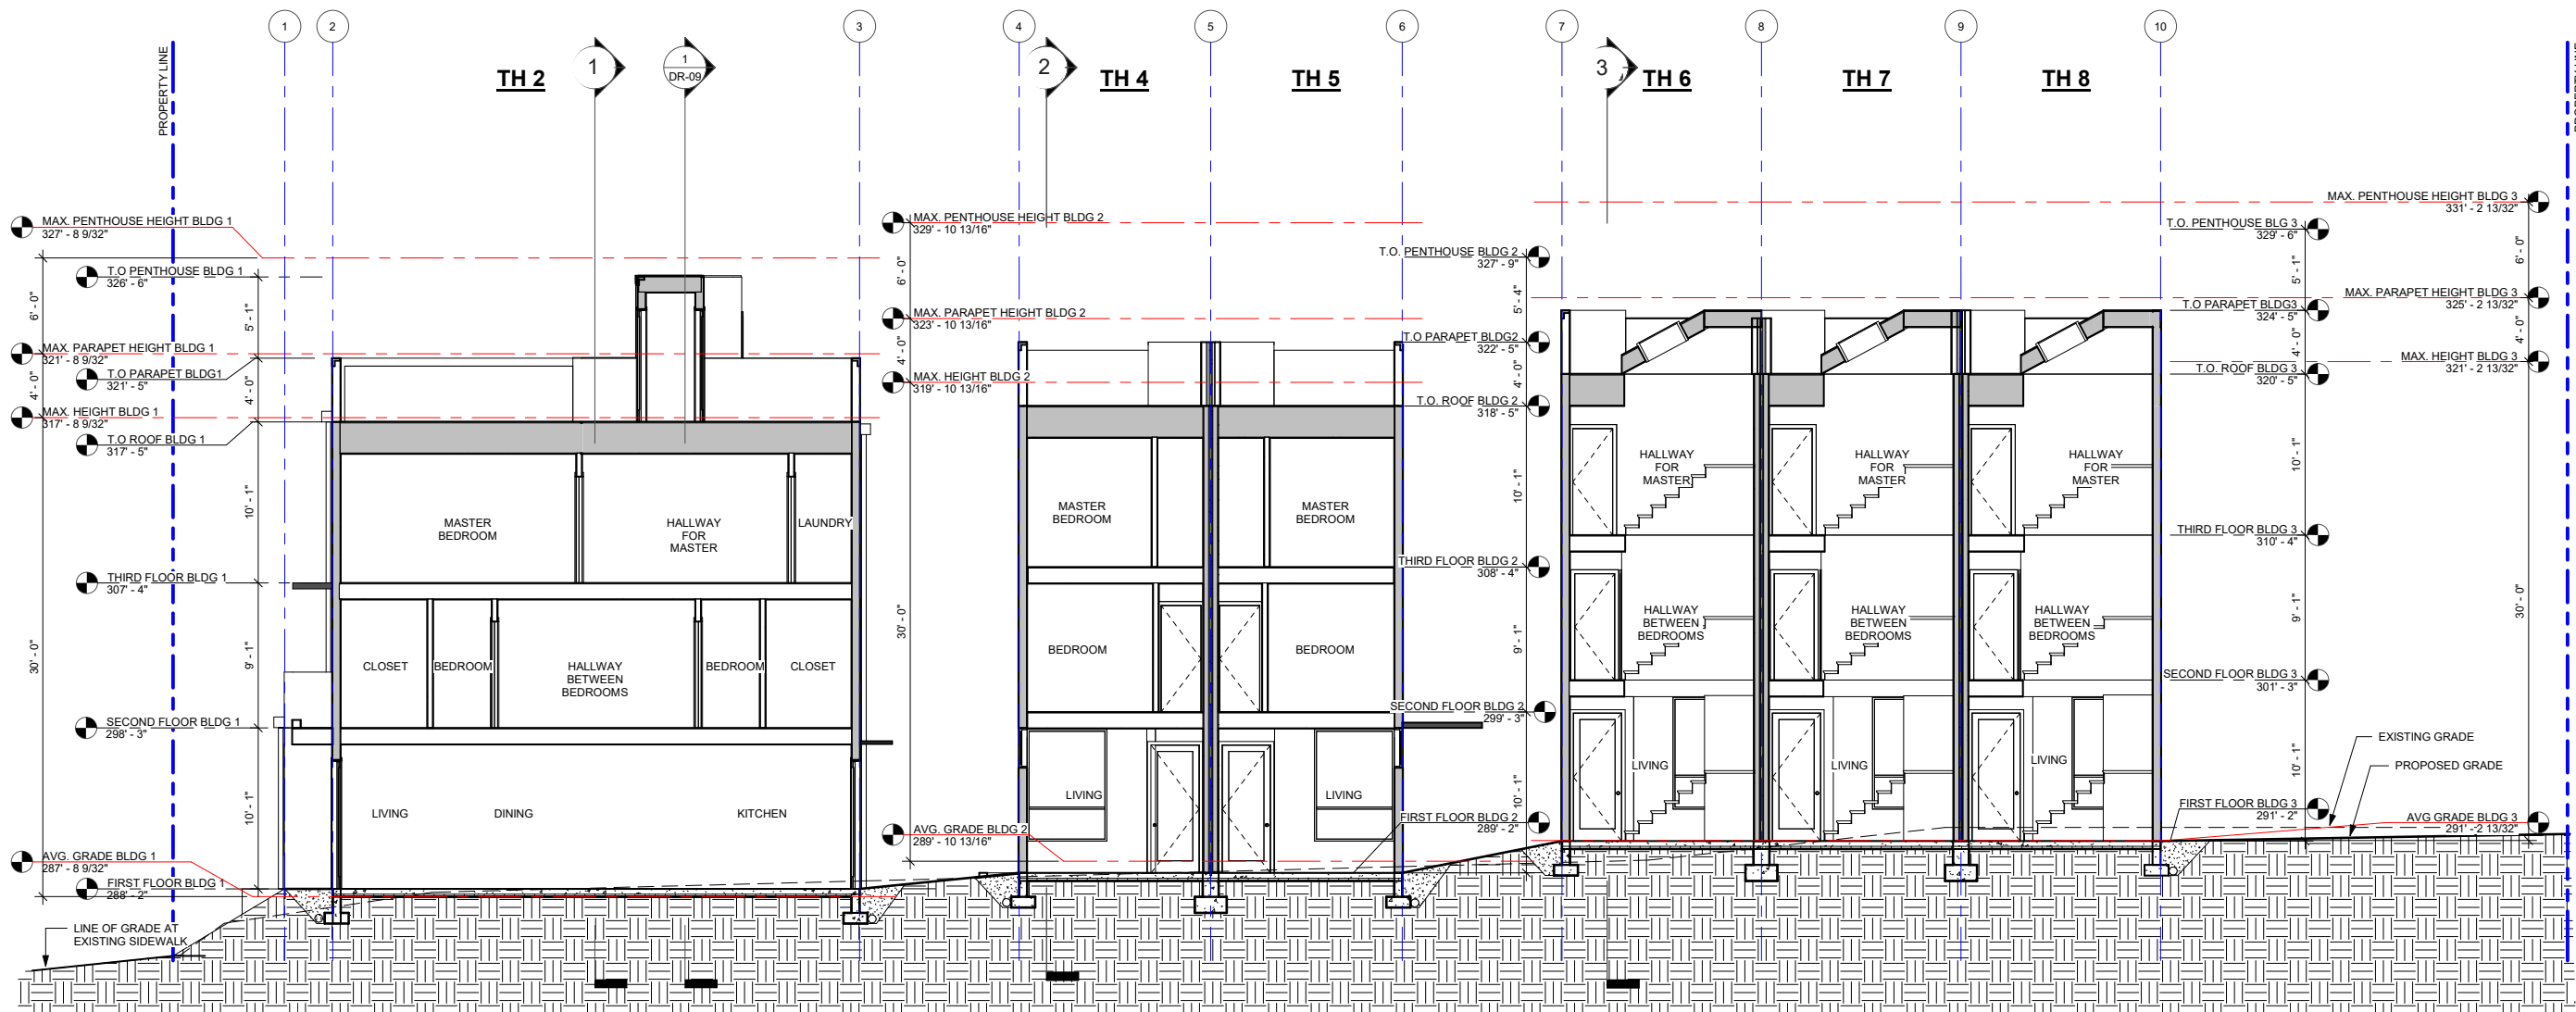 1
2
3
4
5
6
7
8
9
10
PROPERTY LINE
TH 2
1
1
DR-09
2
TH 4
TH 5
3
TH 6
TH 7
TH 8
MAX. PENTHOUSE HEIGHT BLDG 1
327' - 8 9/32"
T.O PENTHOUSE BLDG 1
326' - 6"
MAX. PARAPET HEIGHT BLDG 1
321' - 8 9/32"
T.O PARAPET BLDG1
321' - 5"
MAX. HEIGHT BLDG 1
317' - 8 9/32"
T.O ROOF BLDG 1
317' - 5"
THIRD FLOOR BLDG 1
307' - 4"
SECOND FLOOR BLDG 1
298' - 3"
AVG. GRADE BLDG 1
287' - 8 9/32"
FIRST FLOOR BLDG 1
288' - 2"
LINE OF GRADE AT
EXISTING SIDEWALK
6' - 0"
4' - 0"
30' - 0"
5' - 1"
4' - 0"
10' - 1"
9' - 1"
10' - 1"
MASTER
BEDROOM
HALLWAY
FOR
MASTER
LAUNDRY
CLOSET
BEDROOM
HALLWAY
BETWEEN
BEDROOMS
BEDROOM
CLOSET
LIVING
DINING
KITCHEN
MAX. PENTHOUSE HEIGHT BLDG 2
329' - 10 13/16"
MAX. PARAPET HEIGHT BLDG 2
323' - 10 13/16"
MAX. HEIGHT BLDG 2
319' - 10 13/16"
AVG. GRADE BLDG 2
289' - 10 13/16"
6' - 0"
4' - 0"
30' - 0"
MASTER
BEDROOM
MASTER
BEDROOM
BEDROOM
BEDROOM
LIVING
LIVING
T.O. PENTHOUSE BLDG 2
327' - 9"
T.O PARAPET BLDG2
322' - 5"
T.O. ROOF BLDG 2
318' - 5"
THIRD FLOOR BLDG 2
308' - 4"
SECOND FLOOR BLDG 2
299' - 3"
FIRST FLOOR BLDG 2
289' - 2"
5' - 4"
4' - 0"
10' - 1"
9' - 1"
10' - 1"
HALLWAY
FOR
MASTER
HALLWAY
FOR
MASTER
HALLWAY
FOR
MASTER
HALLWAY
BETWEEN
BEDROOMS
HALLWAY
BETWEEN
BEDROOMS
HALLWAY
BETWEEN
BEDROOMS
LIVING
LIVING
LIVING
MAX. PENTHOUSE HEIGHT BLDG 3
331' - 2 13/32"
T.O. PENTHOUSE BLG 3
329' - 6"
MAX. PARAPET HEIGHT BLDG 3
325' - 2 13/32"
T.O PARAPET BLDG3
324' - 5"
MAX. HEIGHT BLDG 3
321' - 2 13/32"
T.O. ROOF BLDG 3
320' - 5"
THIRD FLOOR BLDG 3
310' - 4"
SECOND FLOOR BLDG 3
301' - 3"
EXISTING GRADE
PROPOSED GRADE
FIRST FLOOR BLDG 3
291' - 2"
AVG GRADE BLDG 3
291' -2 13/32"
5' - 1"
4' - 0"
10' - 1"
9' - 1"
10' - 1"
6' - 0"
4' - 0"
30' - 0"